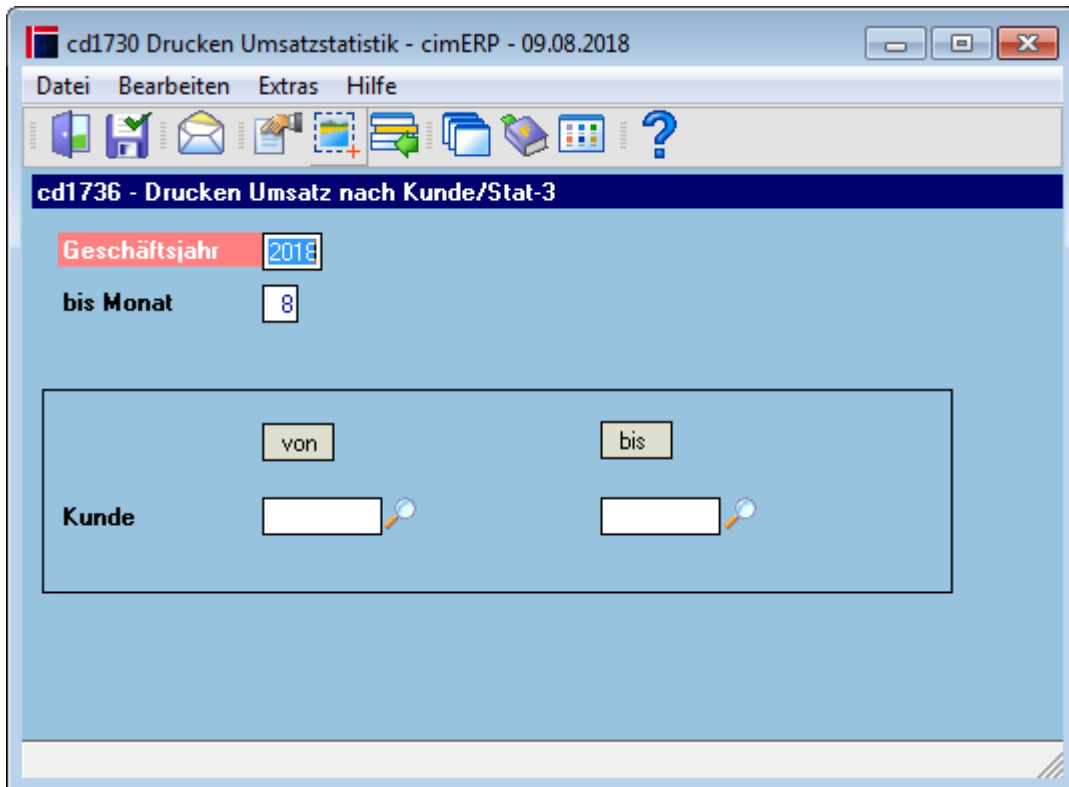 cd1730 Drucken Umsatzstatistik - cimERP - 09.08.2018
Datei Bearbeiten Extras Hilfe
cd1736 - Drucken Umsatz nach Kunde/Stat-3
Geschäftsjahr 2018
bis Monat 8
von bis
Kunde